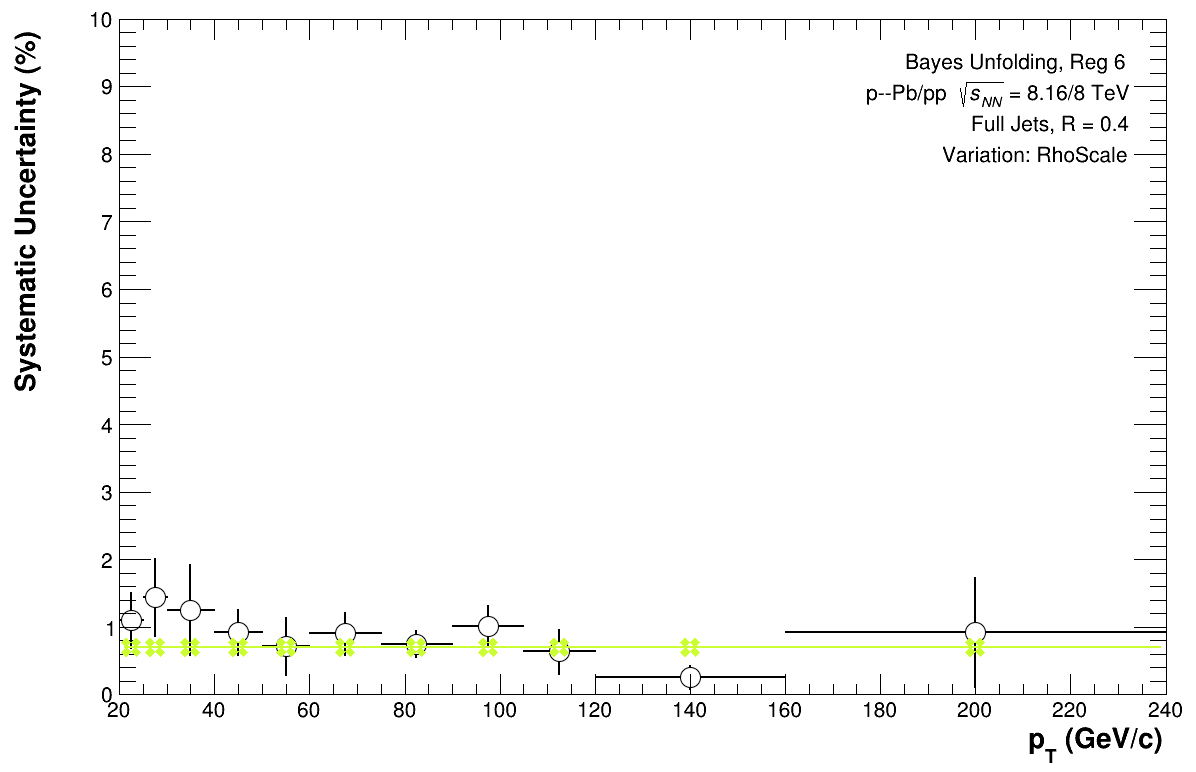 Systematic Uncertainty (%)
10
9
8
7
6
5
4
3
2
1
0
Bayes Unfolding, Reg 6
p--Pb/pp √sNN = 8.16/8 TeV
Full Jets, R = 0.4
Variation: RhoScale
20 40 60 80 100 120 140 160 180 200 220 240
pT (GeV/c)